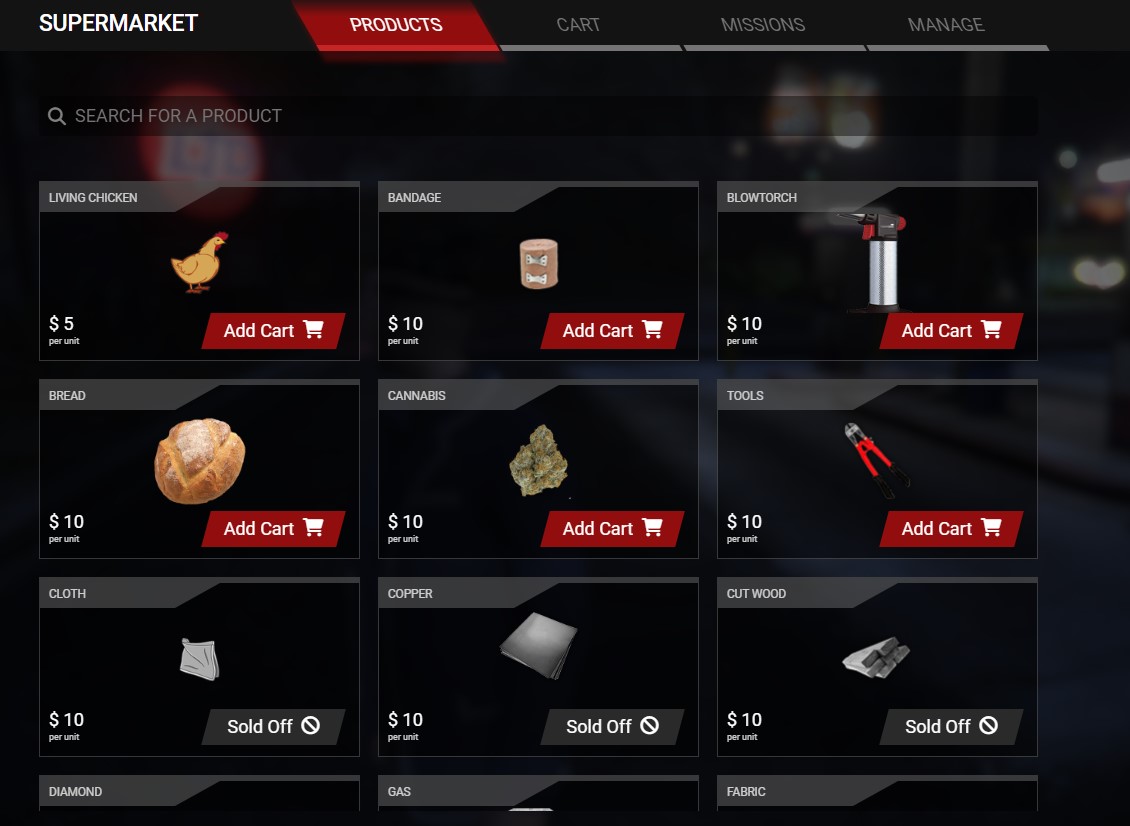 SUPERMARKET
PRODUCTS
CART
MISSIONS
MANAGE
SEARCH FOR A PRODUCT
LIVING CHICKEN
$ 5
per unit
Add Cart
BANDAGE
$ 10
per unit
Add Cart
BLOWTORCH
$ 10
per unit
Add Cart
BREAD
$ 10
per unit
Add Cart
CANNABIS
$ 10
per unit
Add Cart
TOOLS
$ 10
per unit
Add Cart
CLOTH
$ 10
per unit
Sold Off
COPPER
$ 10
per unit
Sold Off
CUT WOOD
$ 10
per unit
Sold Off
DIAMOND
GAS
FABRIC